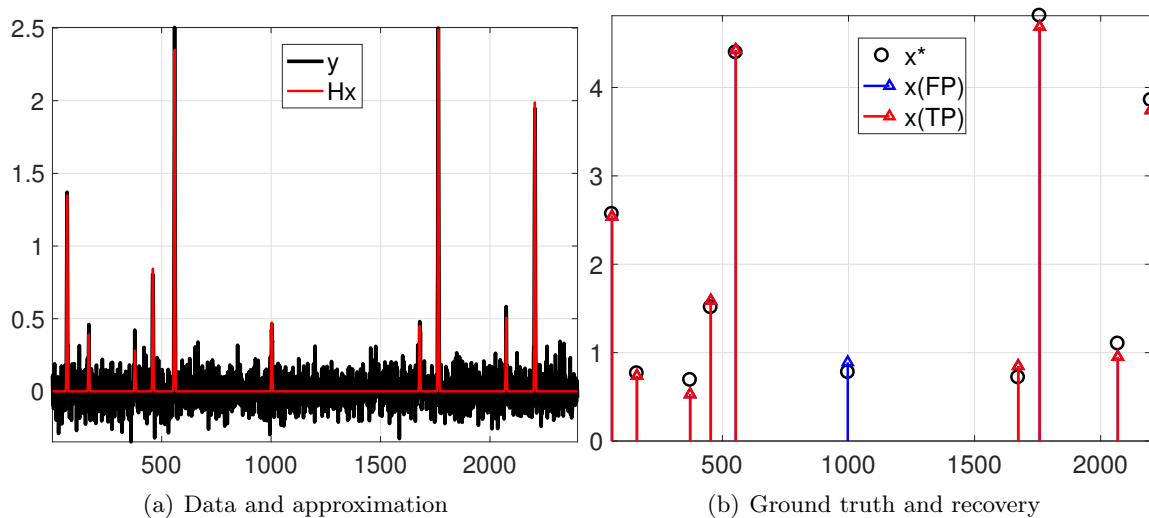 2.5
2
1.5
1
0.5
0
500
1000
1500
2000
y
Hx
(a) Data and approximation
4
3
2
1
0
500
1000
1500
2000
x*
x(FP)
x(TP)
(b) Ground truth and recovery